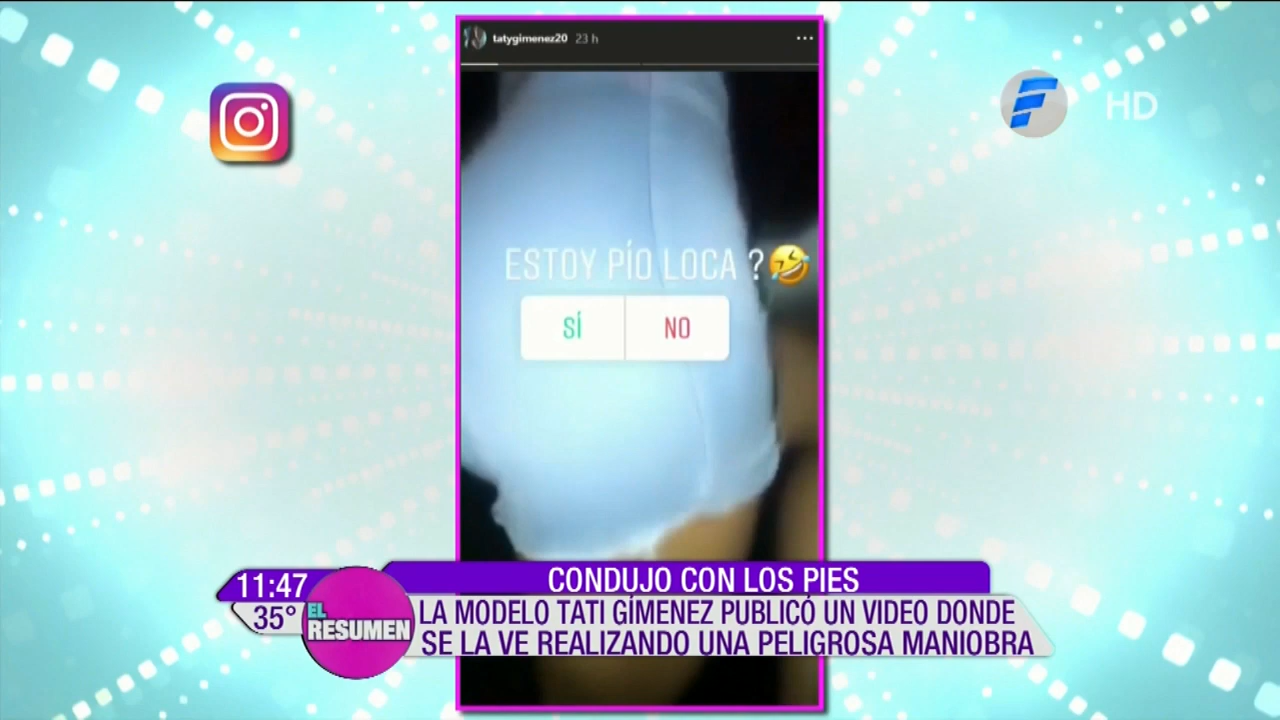 tatygimenez20 23 h
HD
ESTOY PÍO LOCA ?
SÍ NO
11:47
35°
EL
RESUMEN
CONDUJO CON LOS PIES
LA MODELO TATI GÍMENEZ PUBLICÓ UN VIDEO DONDE
SE LA VE REALIZANDO UNA PELIGROSA MANIOBRA